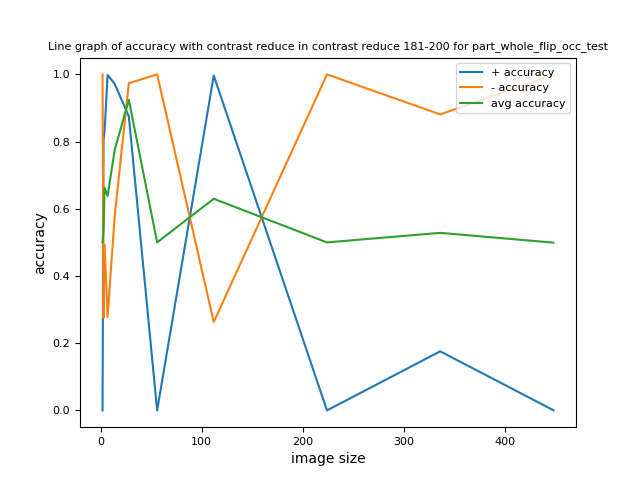 Line graph of accuracy with contrast reduce in contrast reduce 181-200 for part_whole_flip_occ_test
+ accuracy
- accuracy
avg accuracy
1.0
0.8
0.6
0.4
0.2
0.0
accuracy
0 100 200 300 400
image size